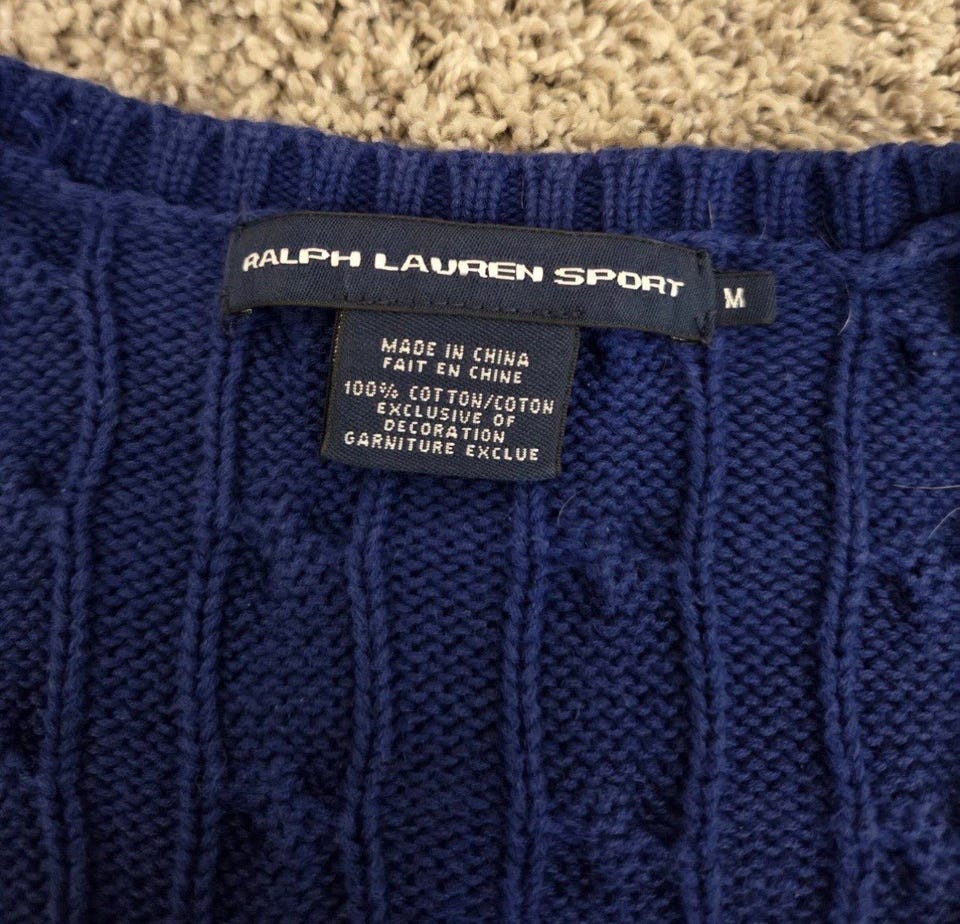 RALPH LAUREN SPORT
M
MADE IN CHINA
FAIT EN CHINE
100% COTTON/COTON
EXCLUSIVE OF
DECORATION
GARNITURE EXCLUE